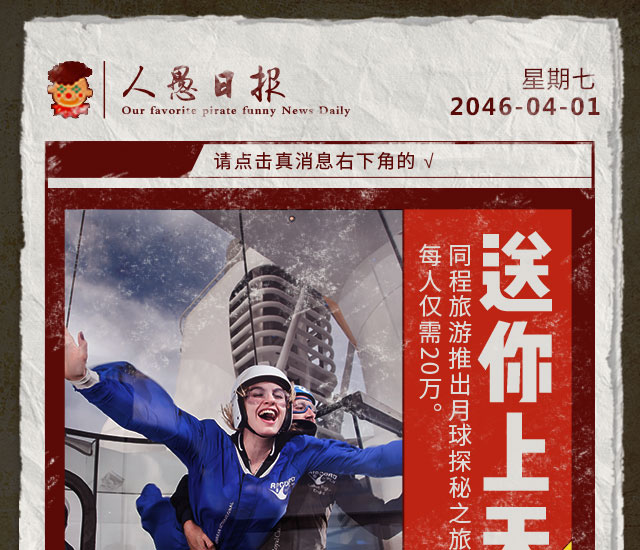 人愚日报
Our favorite pirate funny News Daily
星期七
2046-04-01
请点击真消息右下角的 √
送你上天
同程旅游推出月球探秘之旅
每人仅需20万。